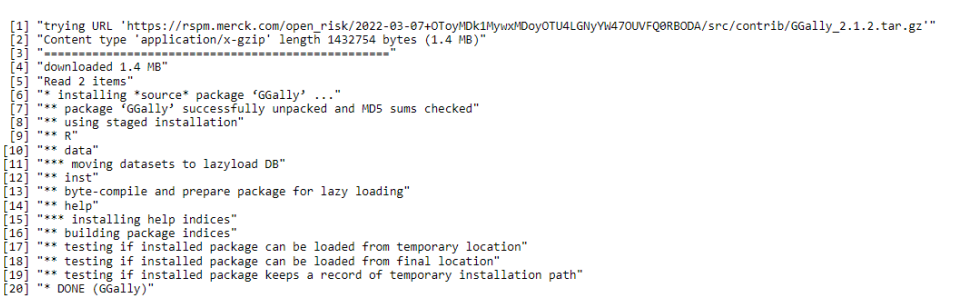 [1] "trying URL 'https://rspm.merck.com/open_risk/2022-03-07+OToyMDk1MywxMDoyOTU4LGNyYW47OUVFQ0RBODA/src/contrib/GGally_2.1.2.tar.gz'"
[2] "Content type 'application/x-gzip' length 1432754 bytes (1.4 MB)"
[3] "=================================================="
[4] "downloaded 1.4 MB"
[5] "Read 2 items"
[6] "* installing *source* package ‘GGally’ ..."
[7] "** package ‘GGally’ successfully unpacked and MD5 sums checked"
[8] "** using staged installation"
[9] "** R"
[10] "** data"
[11] "*** moving datasets to lazyload DB"
[12] "** inst"
[13] "** byte-compile and prepare package for lazy loading"
[14] "** help"
[15] "*** installing help indices"
[16] "** building package indices"
[17] "** testing if installed package can be loaded from temporary location"
[18] "** testing if installed package can be loaded from final location"
[19] "** testing if installed package keeps a record of temporary installation path"
[20] "* DONE (GGally)"